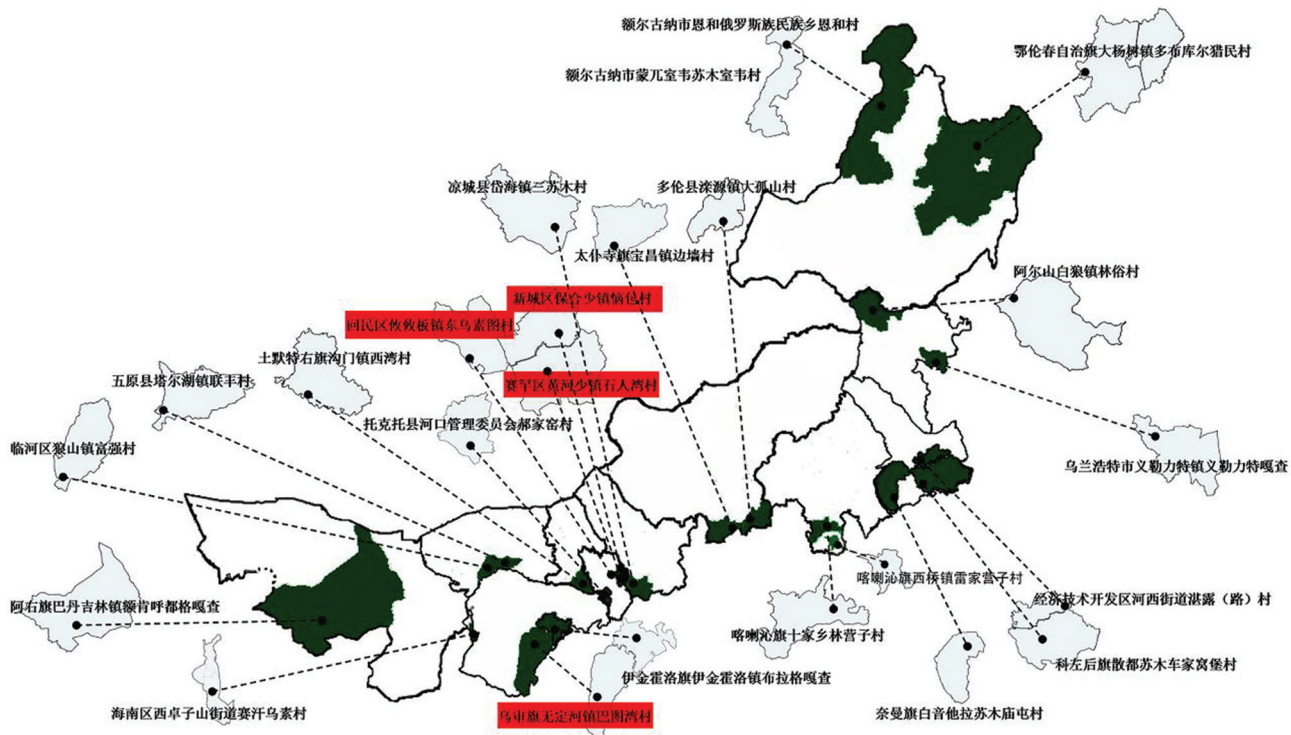 额尔古纳市恩和俄罗斯族民族乡恩和村
鄂伦春自治旗大杨树镇多布库尔猎民村
额尔古纳市蒙兀室韦苏木室韦村
凉城县岱海镇三苏木村
多伦县滦源镇大孤山村
太仆寺旗宝昌镇边墙村
阿尔山白狼镇林俗村
新城区保合少镇恼包村
回民区攸攸板镇东乌素图村
土默特右旗沟门镇西湾村
五原县塔尔湖镇联丰村
赛罕区黄河少镇石人湾村
托克托县河口管理委员会郝家窑村
临河区狼山镇富强村
乌兰浩特市义勒力特镇义勒力特嘎查
喀喇沁旗西桥镇雷家营子村
经济技术开发区河西街道湛露（路）村
阿右旗巴丹吉林镇额肯呼都格嘎查
喀喇沁旗十家乡林营子村
科左后旗散都苏木车家窝堡村
伊金霍洛旗伊金霍洛镇布拉格嘎查
海南区西卓子山街道赛汗乌素村
乌审旗无定河镇巴图湾村
奈曼旗白音他拉苏木庙屯村